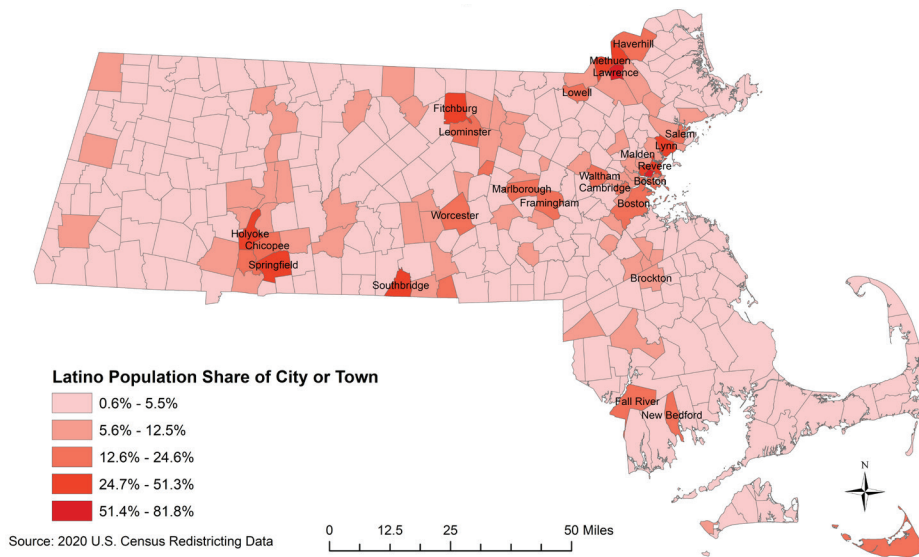 Haverhill
Methuen
Lawrence
Lowell
Fitchburg
Leominster
Salem
Lynn
Malden
Revere
Waltham
Cambridge
Boston
Marlborough
Framingham
Boston
Worcester
Holyoke
Chicopee
Springfield
Southbridge
Brockton
Fall River
New Bedford
Latino Population Share of City or Town
0.6% - 5.5%
5.6% - 12.5%
12.6% - 24.6%
24.7% - 51.3%
51.4% - 81.8%
N
Source: 2020 U.S. Census Redistricting Data
0 12.5 25 50 Miles